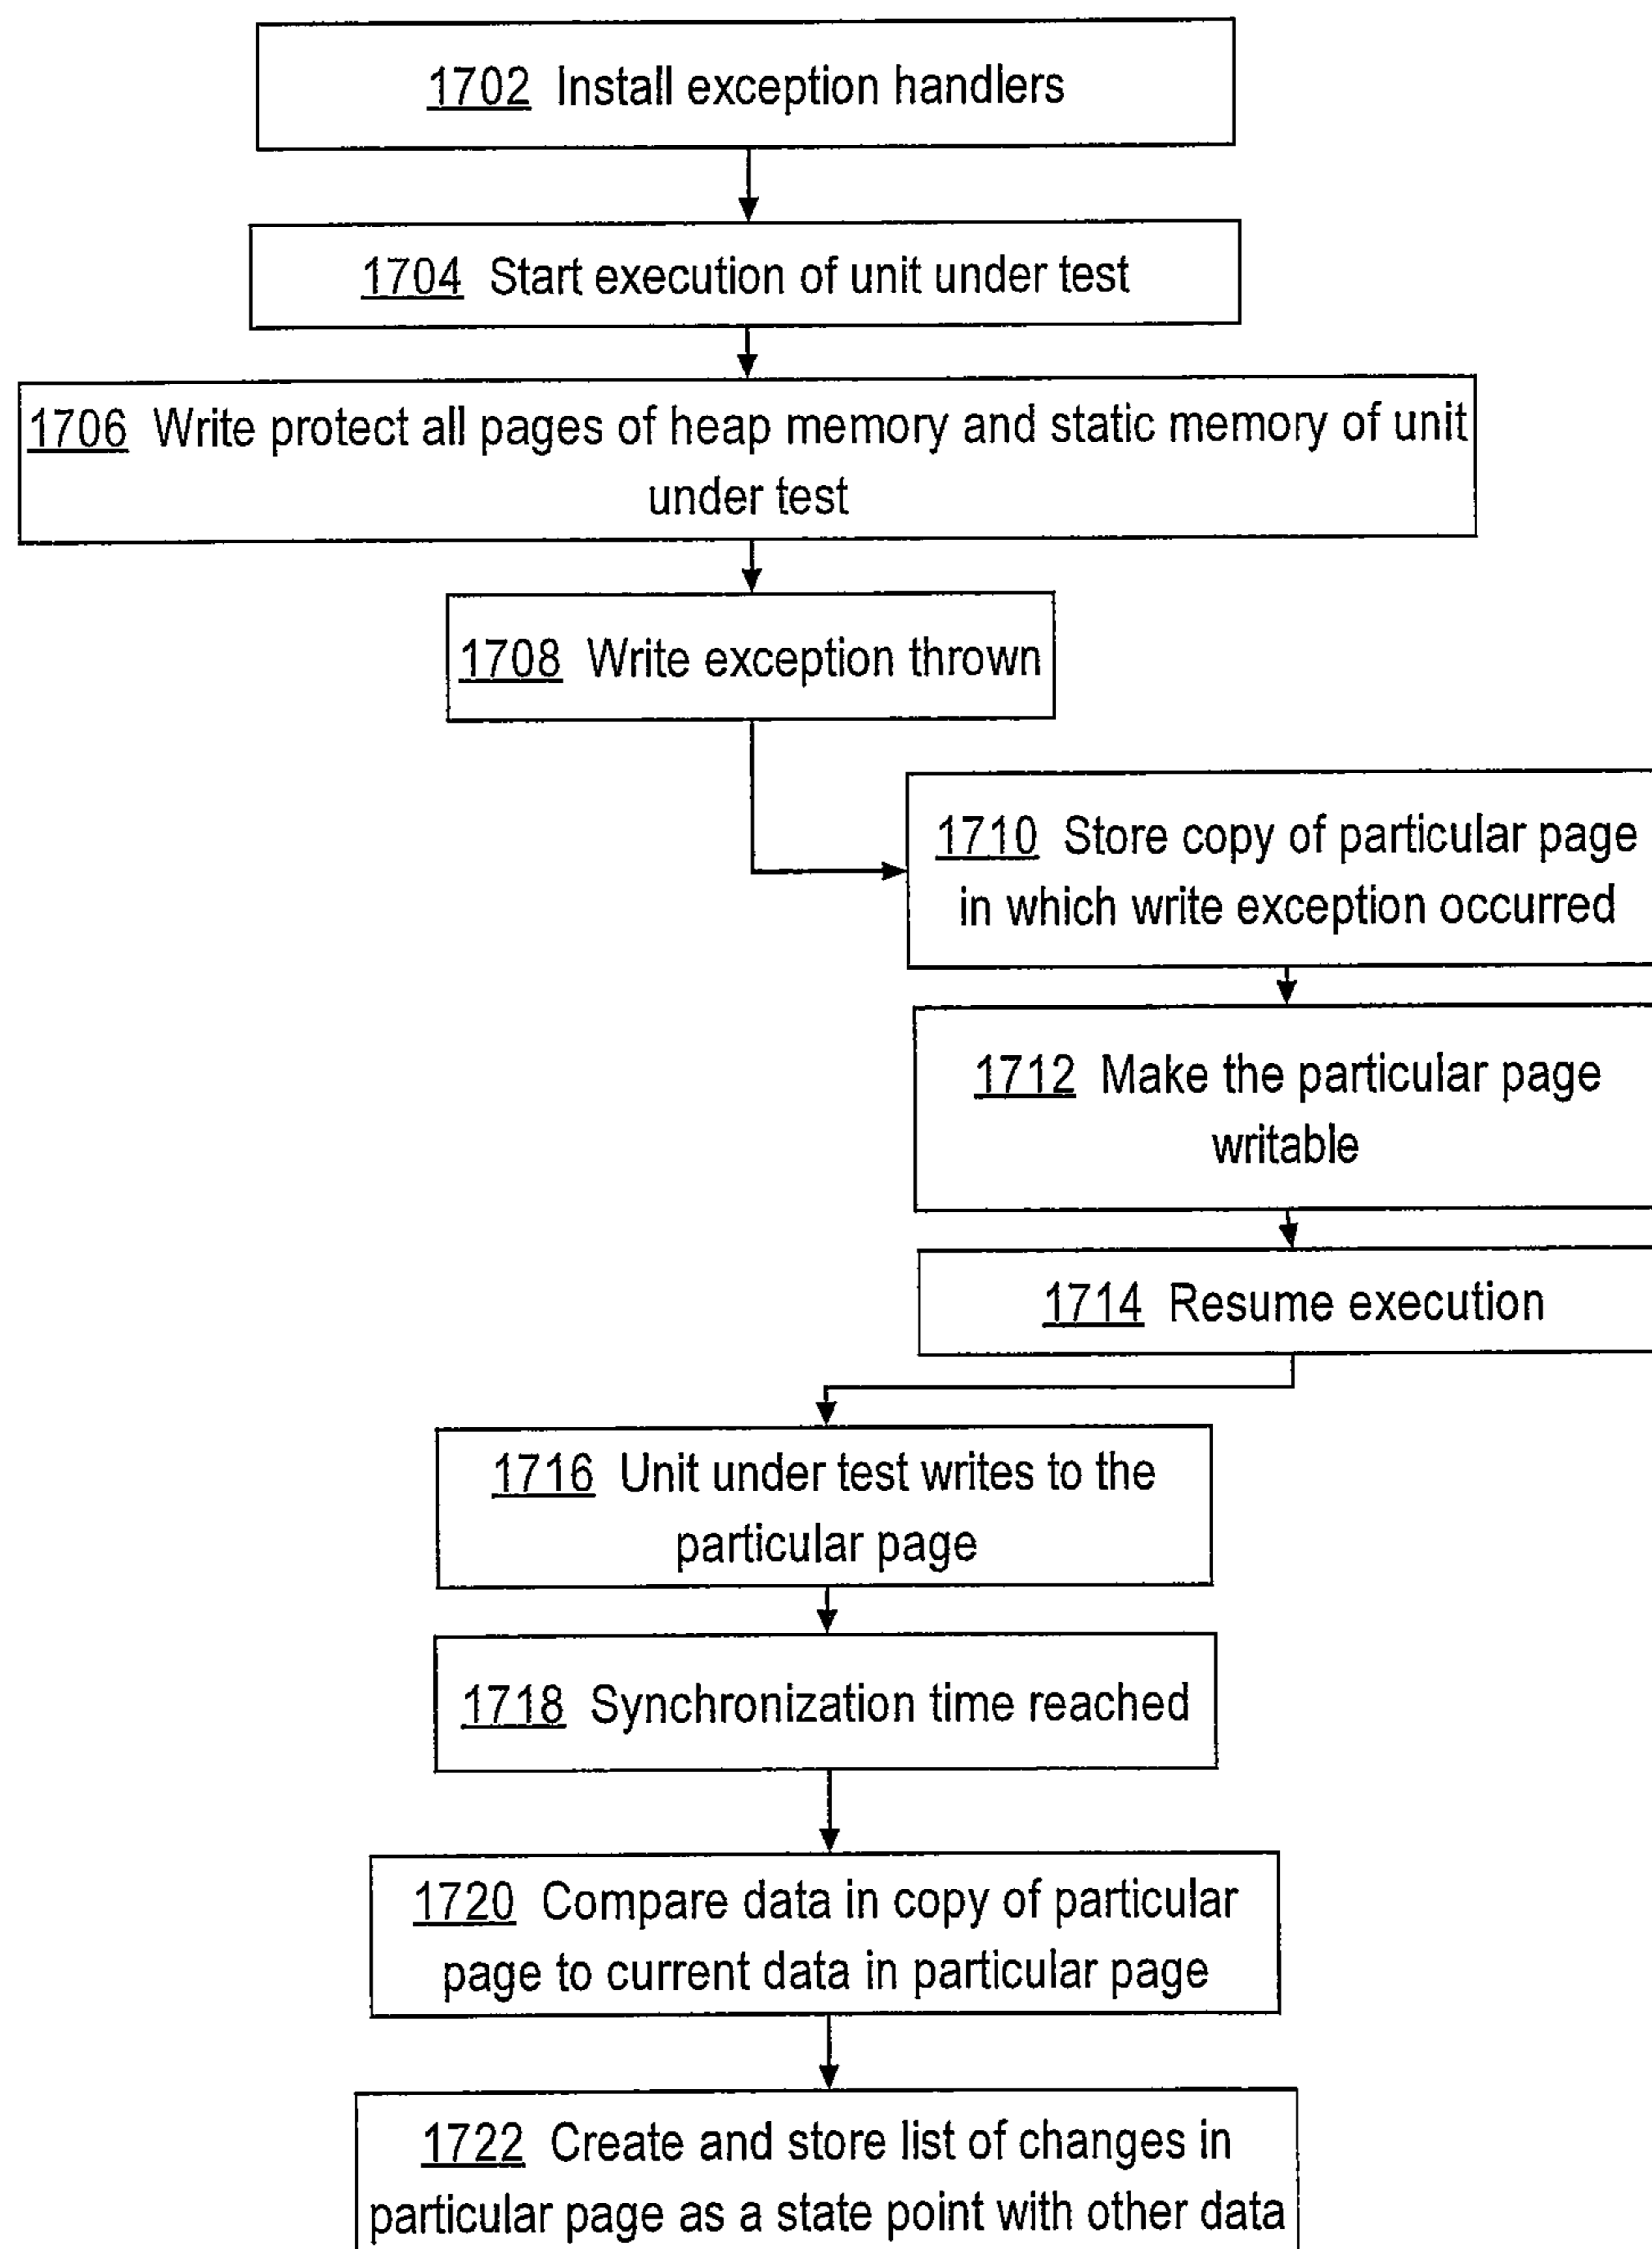 1702 Install exception handlers
1704 Start execution of unit under test
1706 Write protect all pages of heap memory and static memory of unit
under test
1708 Write exception thrown
1710 Store copy of particular page
in which write exception occurred
1712 Make the particular page
writable
1714 Resume execution
1716 Unit under test writes to the
particular page
1718 Synchronization time reached
1720 Compare data in copy of particular
page to current data in particular page
1722 Create and store list of changes in
particular page as a state point with other data